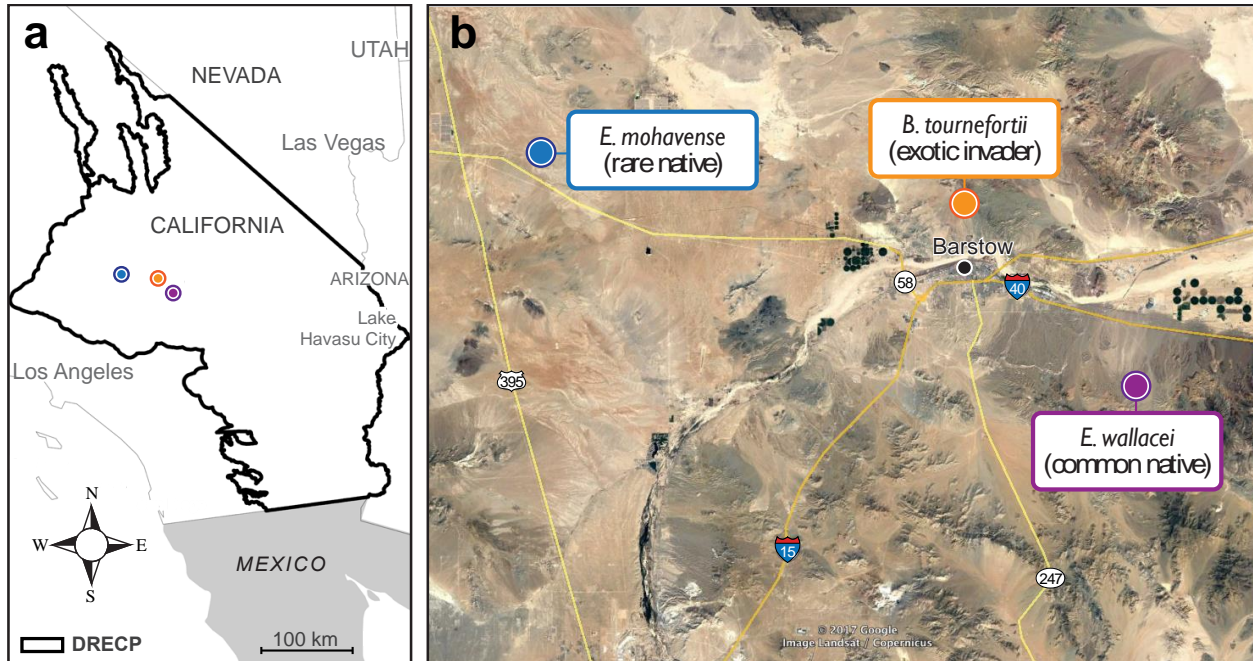 a
UTAH
NEVADA
Las Vegas
CALIFORNIA
ARIZONA
Lake
Havasu City
Los Angeles
N
W
E
S
MEXICO
DRECP
100 km
b
E. mohavense
(rare native)
B. tournefortii
(exotic invader)
Barstow
58
40
395
E. wallacei
(common native)
15
247
© 2017 Google
Image Landsat / Copernicus